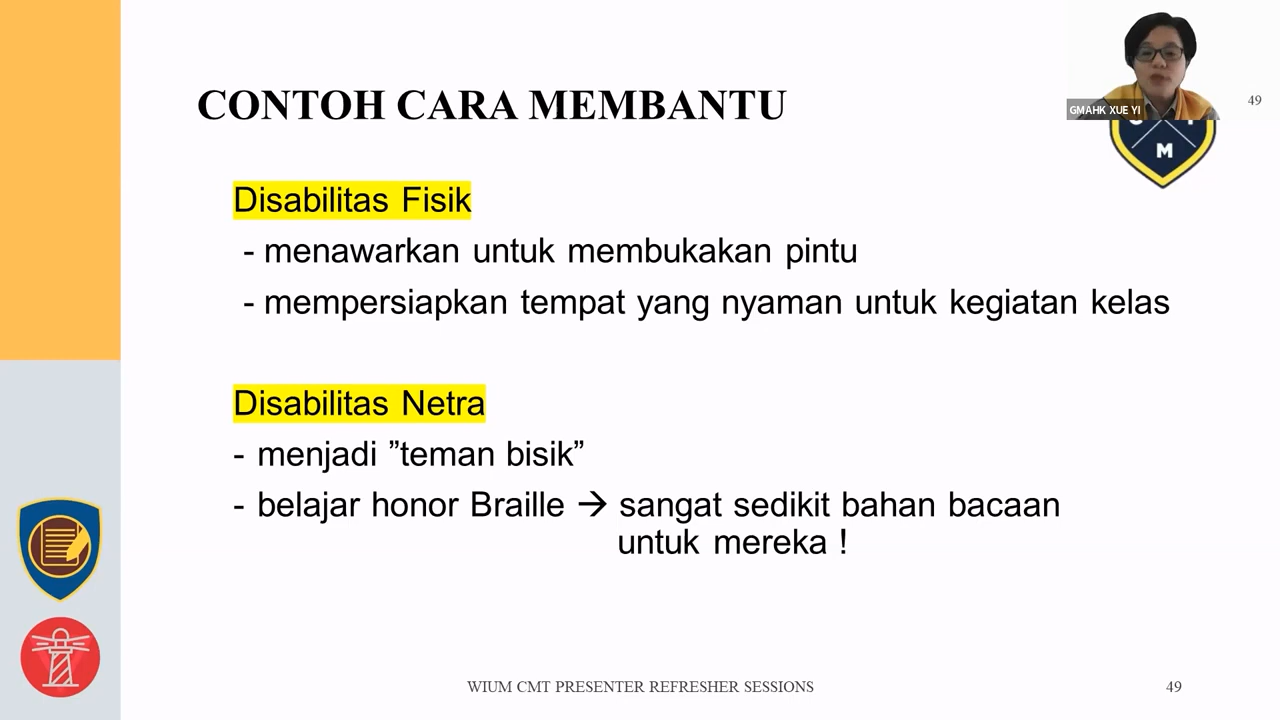 GMAHK XUE YI
49
CONTOH CARA MEMBANTU
M
Disabilitas Fisik
- menawarkan untuk membukakan pintu
- mempersiapkan tempat yang nyaman untuk kegiatan kelas
Disabilitas Netra
- menjadi ”teman bisik”
- belajar honor Braille → sangat sedikit bahan bacaan
untuk mereka !
WIUM CMT PRESENTER REFRESHER SESSIONS
49